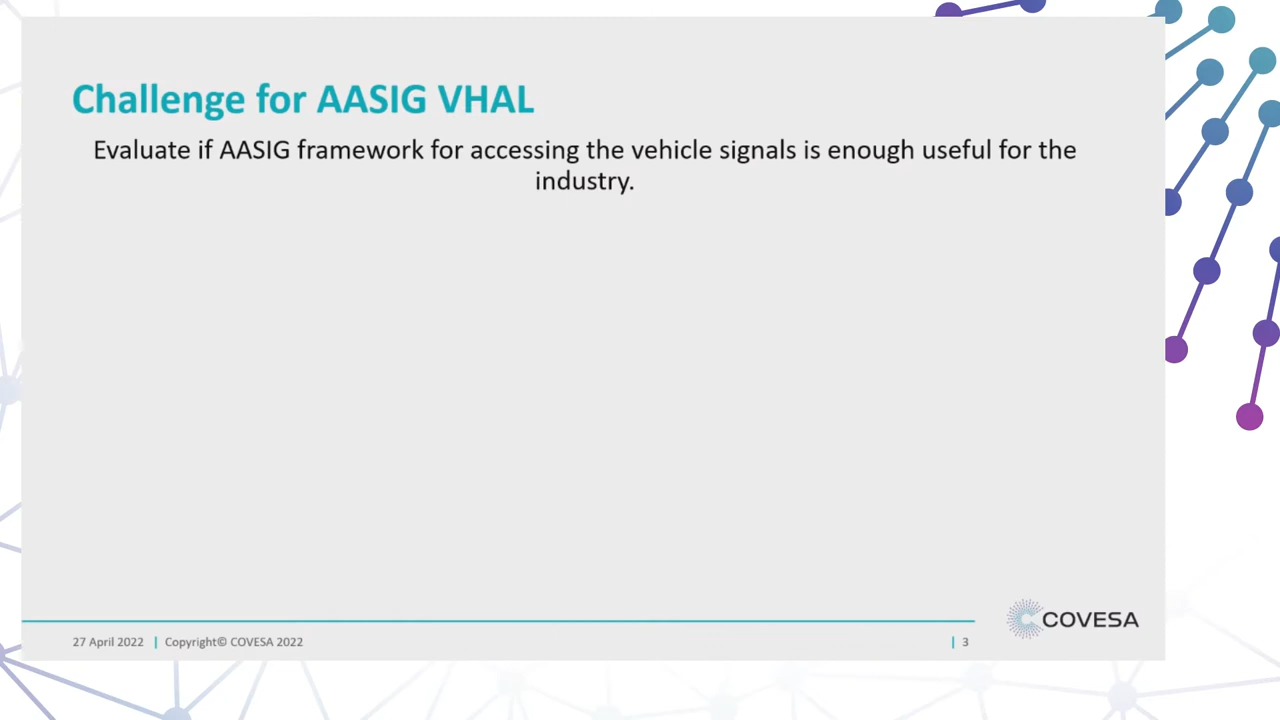 Challenge for AASIG VHAL
Evaluate if AASIG framework for accessing the vehicle signals is enough useful for the
industry.
COVESA
27 April 2022 | Copyright© COVESA 2022 | 3